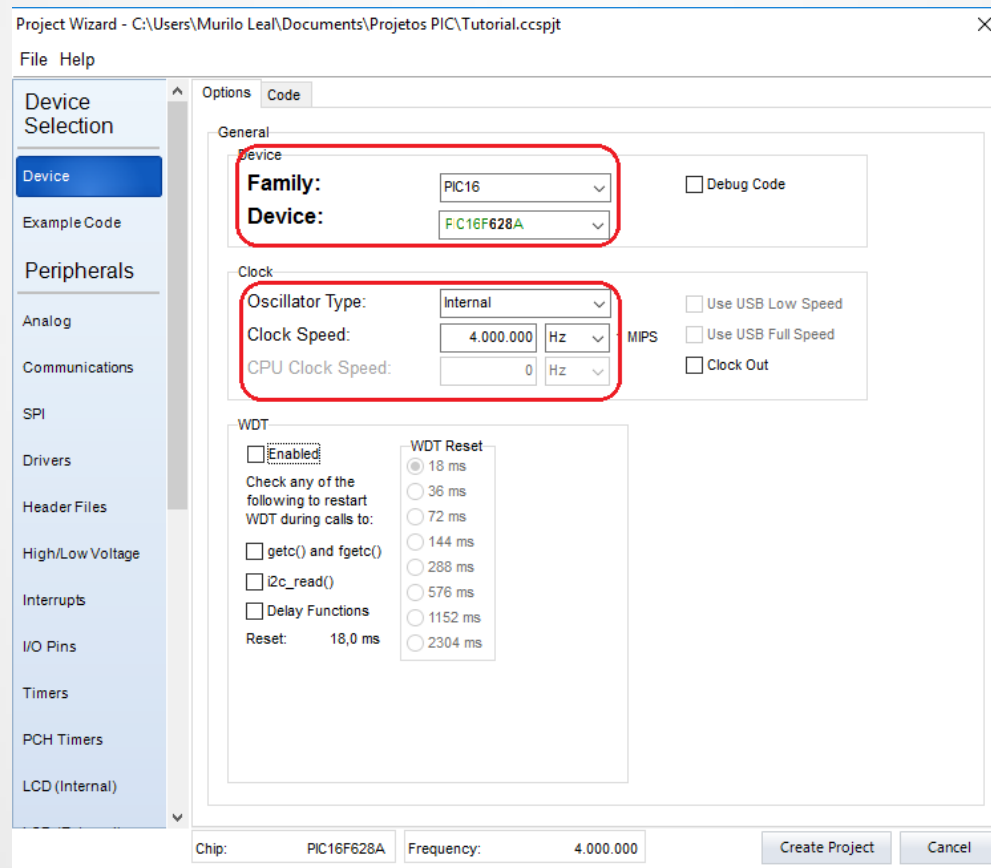 Project Wizard - C:\Users\Murilo Leal\Documents\Projetos PIC\Tutorial.ccspjt
File Help
Device
Selection
Device
Example Code
Peripherals
Analog
Communications
SPI
Drivers
Header Files
High/Low Voltage
Interrupts
I/O Pins
Timers
PCH Timers
LCD (Internal)
Options Code
General
Device
Family: PIC16
Debug Code
Device: PIC16F628A
Clock
Oscillator Type: Internal
Use USB Low Speed
Clock Speed: 4.000.000 Hz MIPS
Use USB Full Speed
CPU Clock Speed: 0 Hz
Clock Out
WDT
Enabled
Check any of the
following to restart
WDT during calls to:
getc() and fgetc()
i2c_read()
Delay Functions
Reset: 18,0 ms
WDT Reset
18 ms
36 ms
72 ms
144 ms
288 ms
576 ms
1152 ms
2304 ms
Chip: PIC16F628A Frequency: 4.000.000 Create Project Cancel